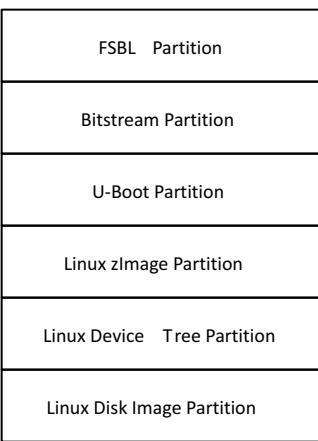 FSBL Partition
Bitstream Partition
U-Boot Partition
Linux zImage Partition
Linux Device Tree Partition
Linux Disk Image Partition